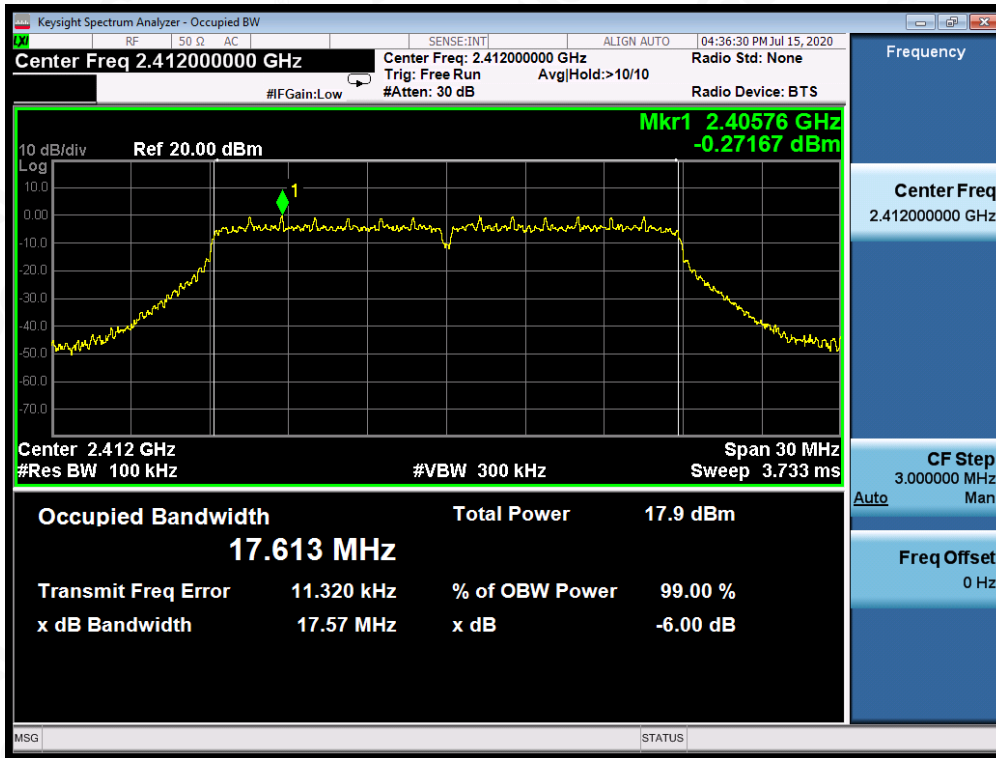 Keysight Spectrum Analyzer - Occupied BW
LXI RF 50 Ω AC SENSE:INT ALIGN AUTO 04:36:30 PM Jul 15, 2020
Center Freq 2.412000000 GHz
Center Freq: 2.412000000 GHz Radio Std: None
Trig: Free Run Avg|Hold:>10/10
#IFGain:Low #Atten: 30 dB Radio Device: BTS
Frequency
Mkr1 2.40576 GHz
-0.27167 dBm
10 dB/div Ref 20.00 dBm
Log
10.0
1
0.00
-10.0
-20.0
-30.0
-40.0
-50.0
-60.0
-70.0
Center 2.412 GHz Span 30 MHz
#Res BW 100 kHz #VBW 300 kHz Sweep 3.733 ms
Occupied Bandwidth Total Power 17.9 dBm
17.613 MHz
Transmit Freq Error 11.320 kHz % of OBW Power 99.00 %
x dB Bandwidth 17.57 MHz x dB -6.00 dB
Center Freq
2.412000000 GHz
CF Step
3.000000 MHz
Auto Man
Freq Offset
0 Hz
MSG STATUS